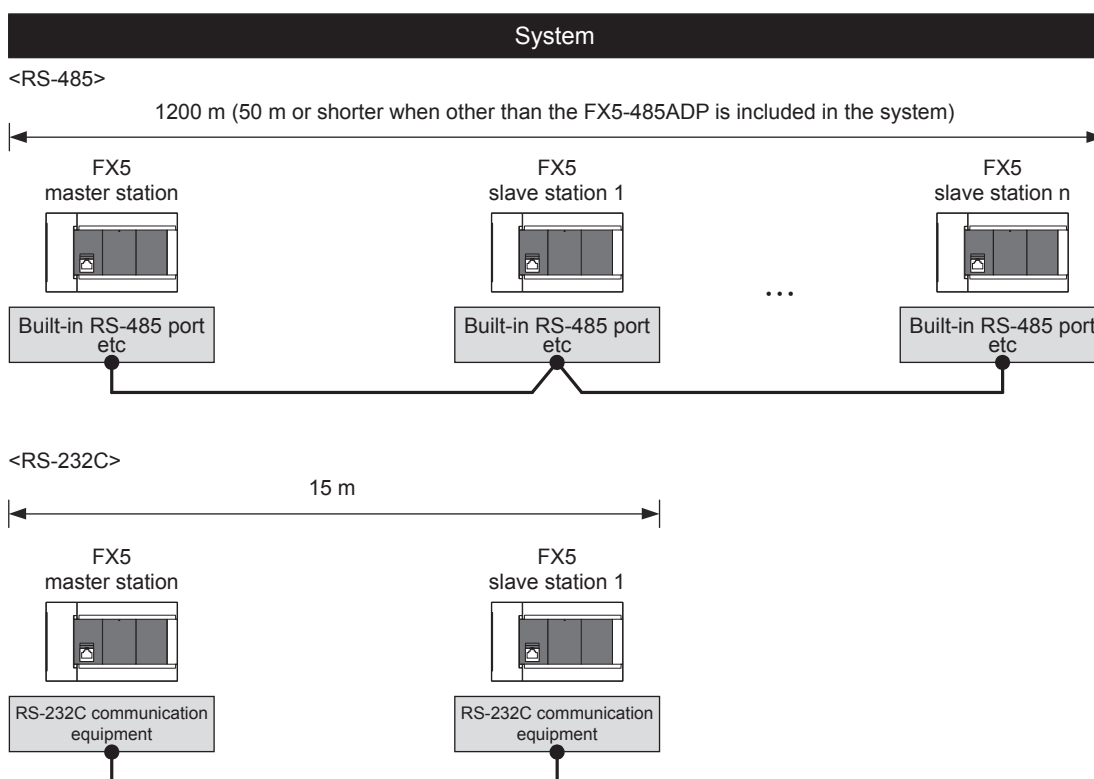 System
<RS-485>
1200 m (50 m or shorter when other than the FX5-485ADP is included in the system)
FX5
master station
FX5
slave station 1
FX5
slave station n
...
Built-in RS-485 port
etc
Built-in RS-485 port
etc
Built-in RS-485 port
etc
<RS-232C>
15 m
FX5
master station
FX5
slave station 1
RS-232C communication
equipment
RS-232C communication
equipment